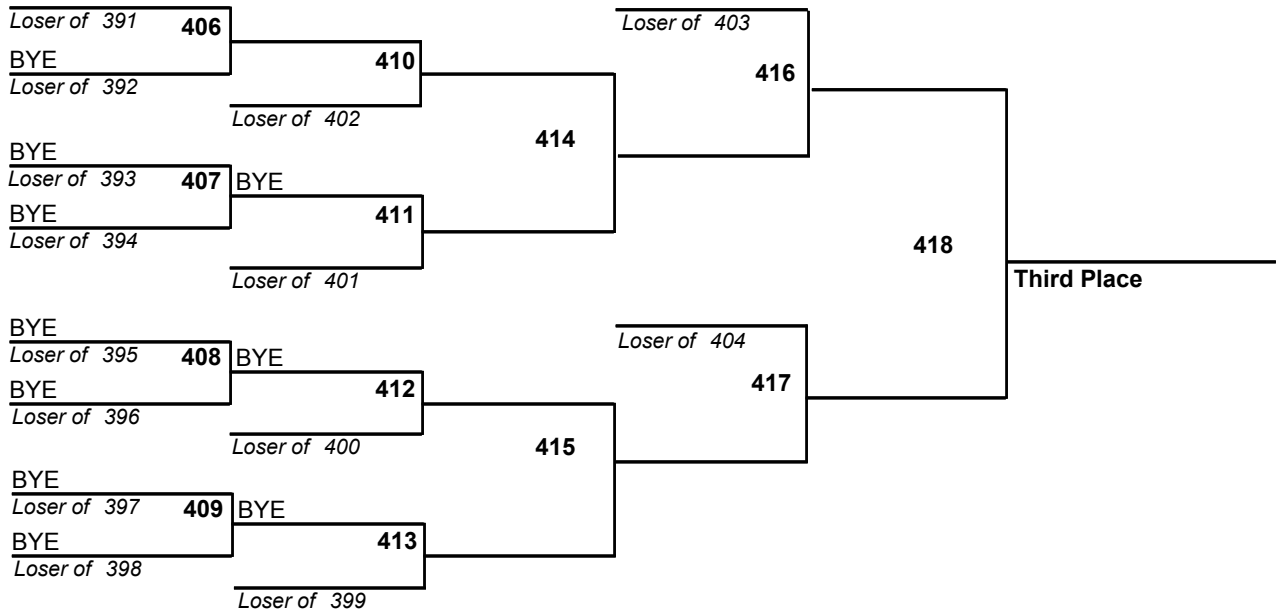 Loser of 391
406
BYE
Loser of 392
410
Loser of 402
BYE
Loser of 393
407
BYE
BYE
Loser of 394
411
Loser of 401
414
Loser of 403
416
418
Third Place
BYE
Loser of 395
408
BYE
BYE
Loser of 396
412
Loser of 400
415
Loser of 404
417
BYE
Loser of 397
409
BYE
BYE
Loser of 398
413
Loser of 399